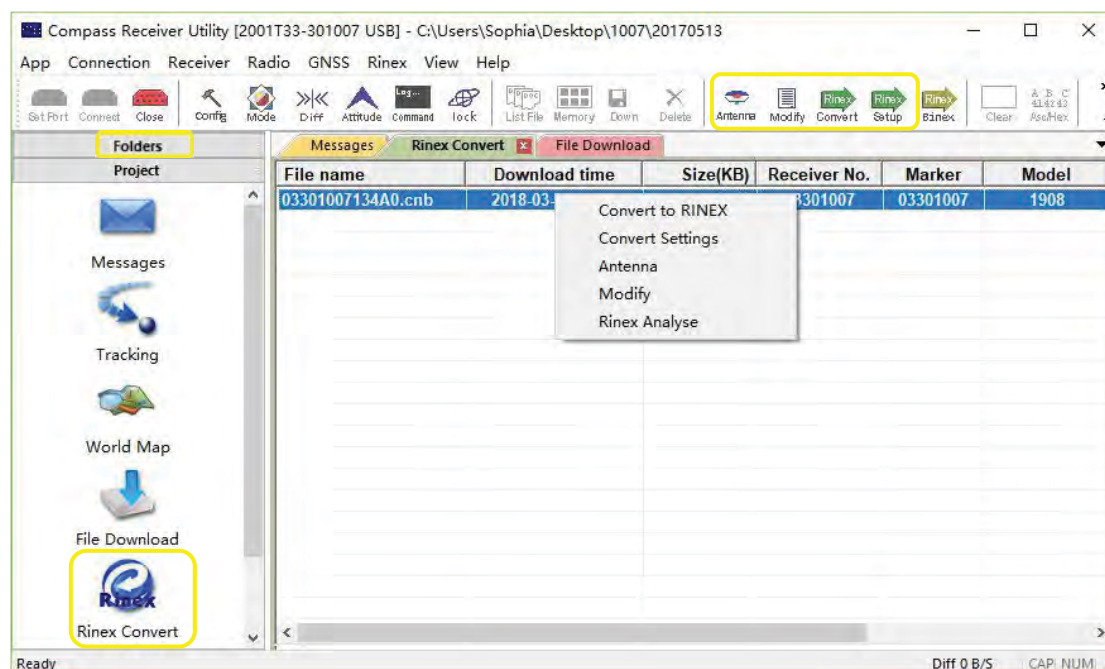 Compass Receiver Utility [2001T33-301007 USB] - C:\Users\Sophia\Desktop\1007\20170513
App Connection Receiver Radio GNSS Rinex View Help
Set Port Connect Close Config Mode Diff Attitude Command lock List File Memory Down Delete Antenna Modify Convert Setup Binex Clear Asc/Hex
Folders
Project
Messages
Tracking
World Map
File Download
Rinex
Rinex Convert
Messages Rinex Convert File Download
File name Download time Size(KB) Receiver No. Marker Model
03301007134A0.cnb 2018-03- 3301007 03301007 1908
Convert to RINEX
Convert Settings
Antenna
Modify
Rinex Analyse
Ready Diff 0 B/S CAP NUM